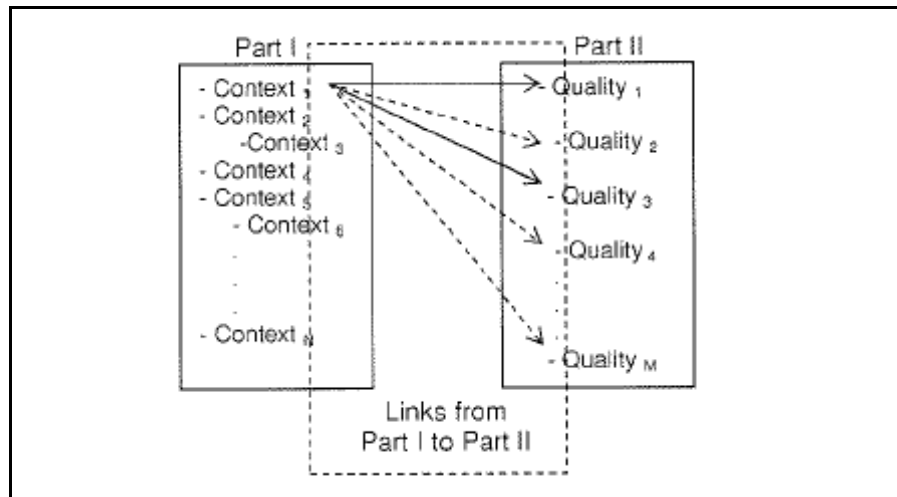 Part I
Part II
- Context 1
- Context 2
-Context 3
- Context 4
- Context 5
- Context 6
.
.
.
- Context N
- Quality 1
- Quality 2
- Quality 3
- Quality 4
.
.
.
- Quality M
Links from
Part I to Part II